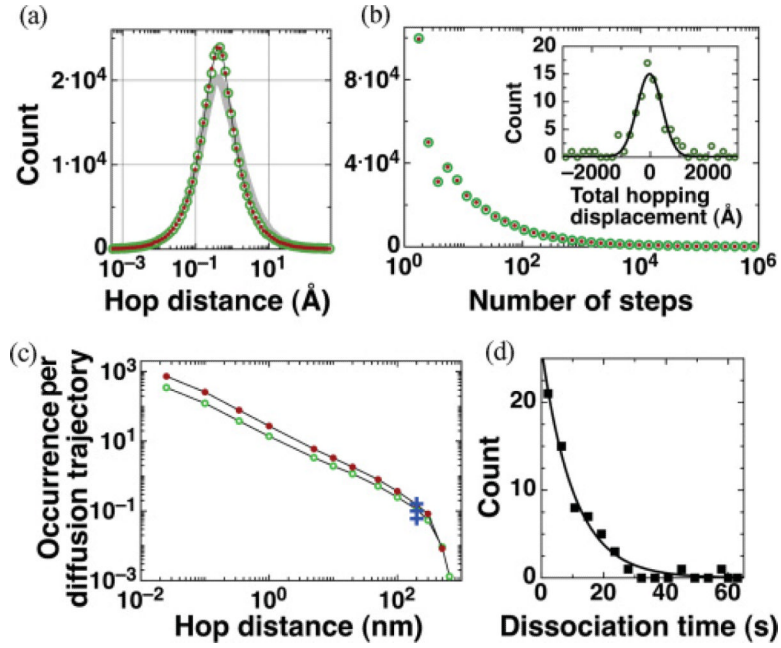 (a)
Count
2·10⁴
1·10⁴
0
10⁻³ 10⁻¹ 10¹
Hop distance (Å)
(b)
8·10⁴
4·10⁴
0
10⁰ 10² 10⁴ 10⁶
Number of steps
Count
20
15
10
5
0
−2000 0 2000
Total hopping
displacement (Å)
(c)
Occurrence per
diffusion trajectory
10³
10¹
10⁻¹
10⁻³
10⁻² 10⁰ 10²
Hop distance (nm)
(d)
Count
20
10
0
0 20 40 60
Dissociation time (s)